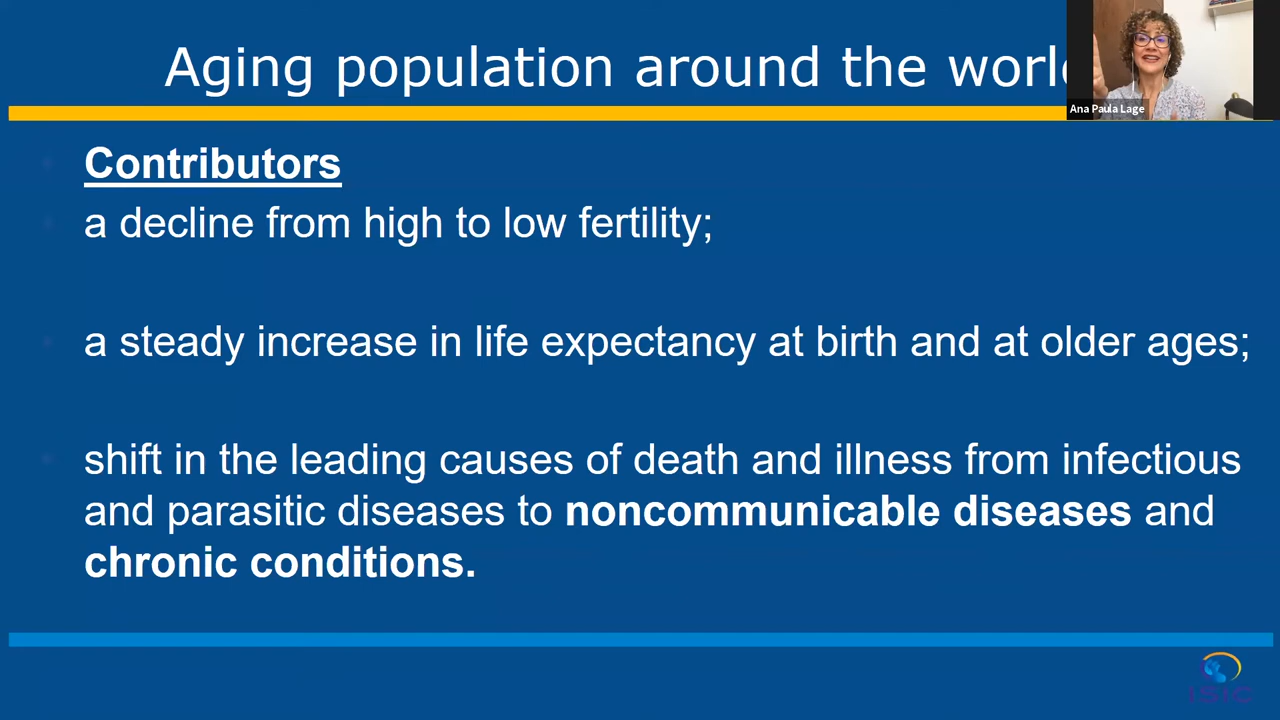 Aging population around the worl
Ana Paula Lage
Contributors
a decline from high to low fertility;
a steady increase in life expectancy at birth and at older ages;
shift in the leading causes of death and illness from infectious
and parasitic diseases to noncommunicable diseases and
chronic conditions.
ISIC